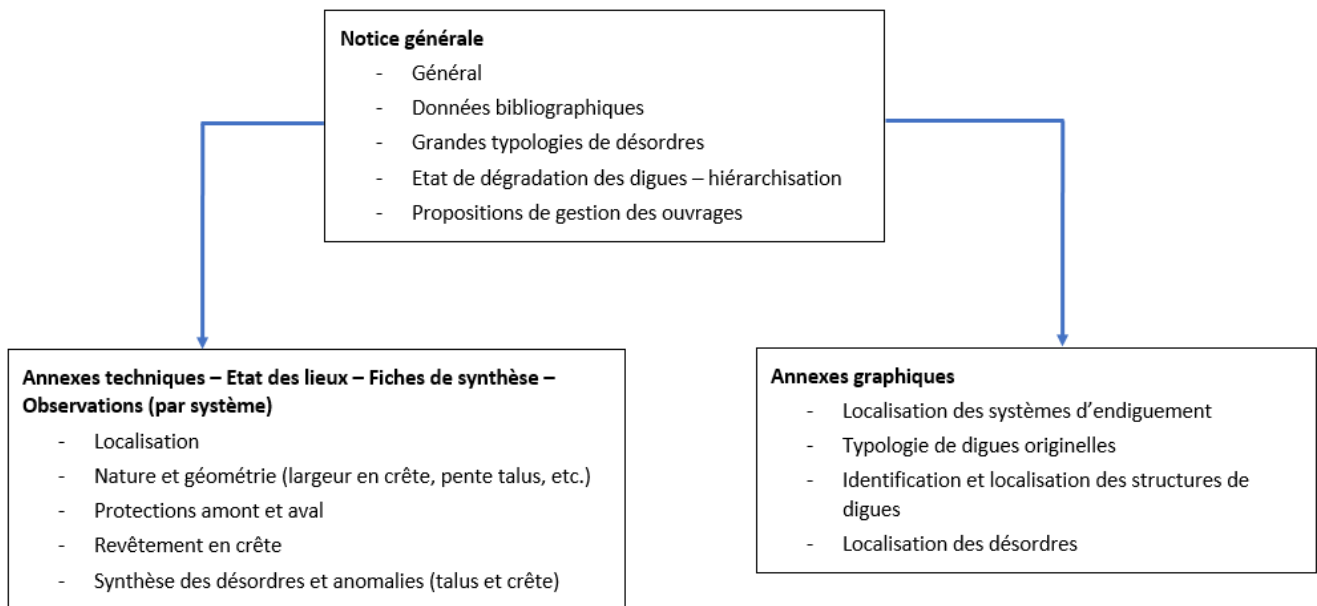 Notice générale
- Général
- Données bibliographiques
- Grandes typologies de désordres
- Etat de dégradation des digues – hiérarchisation
- Propositions de gestion des ouvrages
Annexes techniques – Etat des lieux – Fiches de synthèse –
Observations (par système)
- Localisation
- Nature et géométrie (largeur en crête, pente talus, etc.)
- Protections amont et aval
- Revêtement en crête
- Synthèse des désordres et anomalies (talus et crête)
Annexes graphiques
- Localisation des systèmes d’endiguement
- Typologie de digues originelles
- Identification et localisation des structures de
digues
- Localisation des désordres